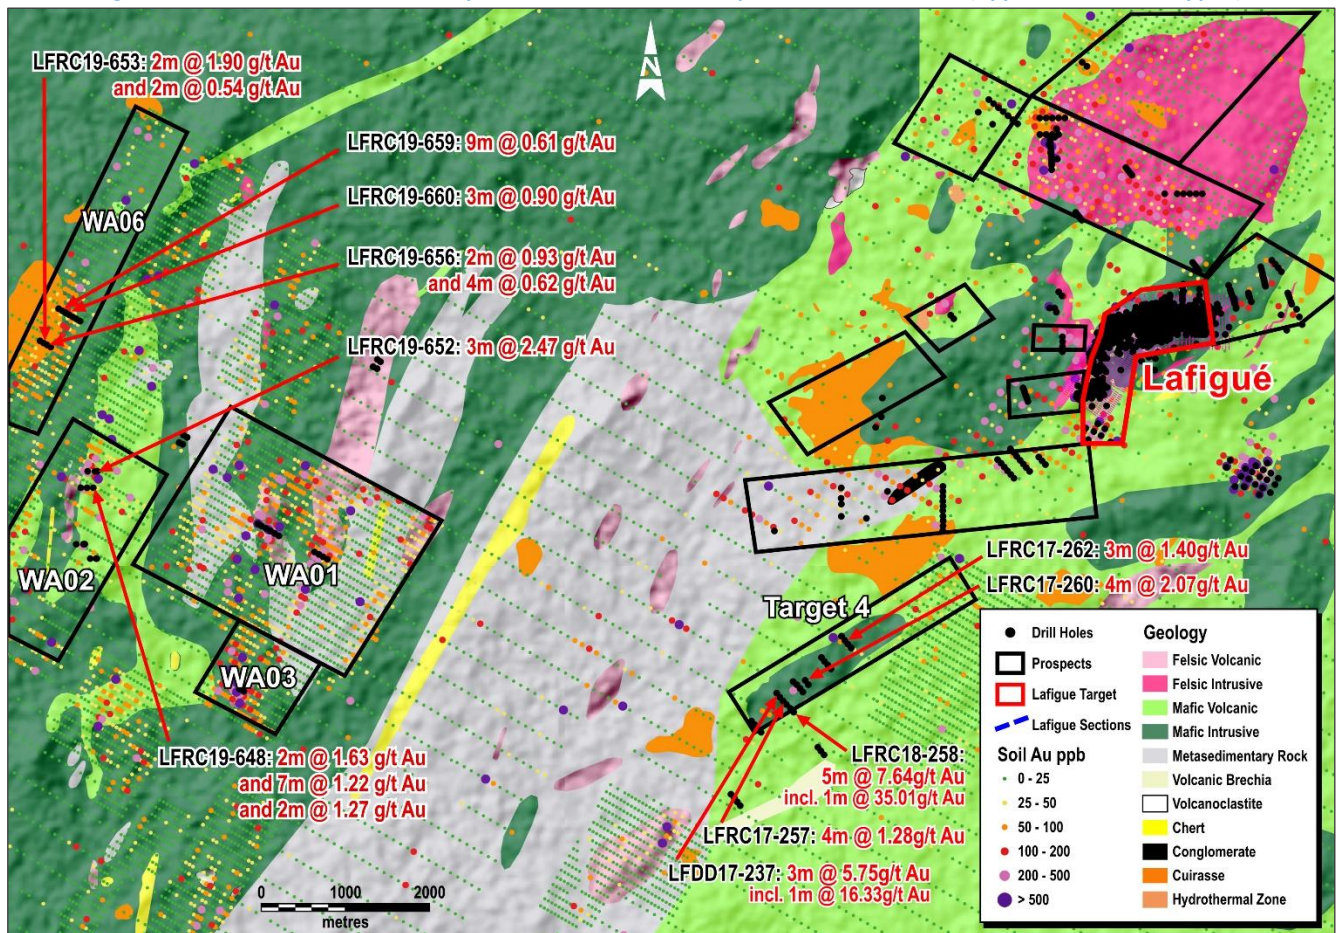 LFRC19-653: 2m @ 1.90 g/t Au
and 2m @ 0.54 g/t Au
N
LFRC19-659: 9m @ 0.61 g/t Au
LFRC19-660: 3m @ 0.90 g/t Au
WA06
LFRC19-656: 2m @ 0.93 g/t Au
and 4m @ 0.62 g/t Au
LFRC19-652: 3m @ 2.47 g/t Au
Lafigué
WA02
WA01
WA03
LFRC17-262: 3m @ 1.40g/t Au
LFRC17-260: 4m @ 2.07g/t Au
Target 4
LFRC19-648: 2m @ 1.63 g/t Au
and 7m @ 1.22 g/t Au
and 2m @ 1.27 g/t Au
LFRC18-258:
5m @ 7.64g/t Au
incl. 1m @ 35.01g/t Au
LFRC17-257: 4m @ 1.28g/t Au
LFDD17-237: 3m @ 5.75g/t Au
incl. 1m @ 16.33g/t Au
0 1000 2000
metres
Drill Holes
Prospects
Lafigue Target
Lafigue Sections
Soil Au ppb
0 - 25
25 - 50
50 - 100
100 - 200
200 - 500
> 500
Geology
Felsic Volcanic
Felsic Intrusive
Mafic Volcanic
Mafic Intrusive
Metasedimentary Rock
Volcanic Brechia
Volcanoclastite
Chert
Conglomerate
Cuirasse
Hydrothermal Zone